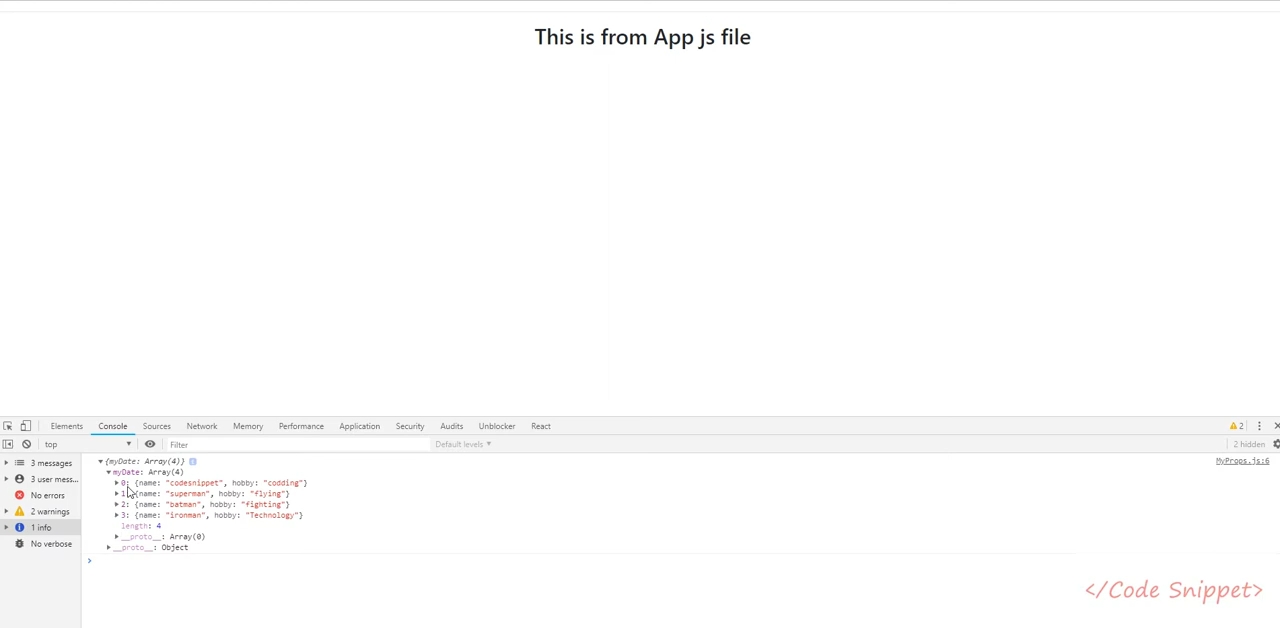 This is from App js file
Elements Console Sources Network Memory Performance Application Security Audits Unblocker React 2
top Filter Default levels 2 hidden
3 messages
3 user mess...
No errors
2 warnings
1 info
No verbose
{myDate: Array(4)} MyProps.js:6
myDate: Array(4)
0: {name: "codesnippet", hobby: "codding"}
1: {name: "superman", hobby: "flying"}
2: {name: "batman", hobby: "fighting"}
3: {name: "ironman", hobby: "Technology"}
length: 4
__proto__: Array(0)
__proto__: Object
</Code Snippet>